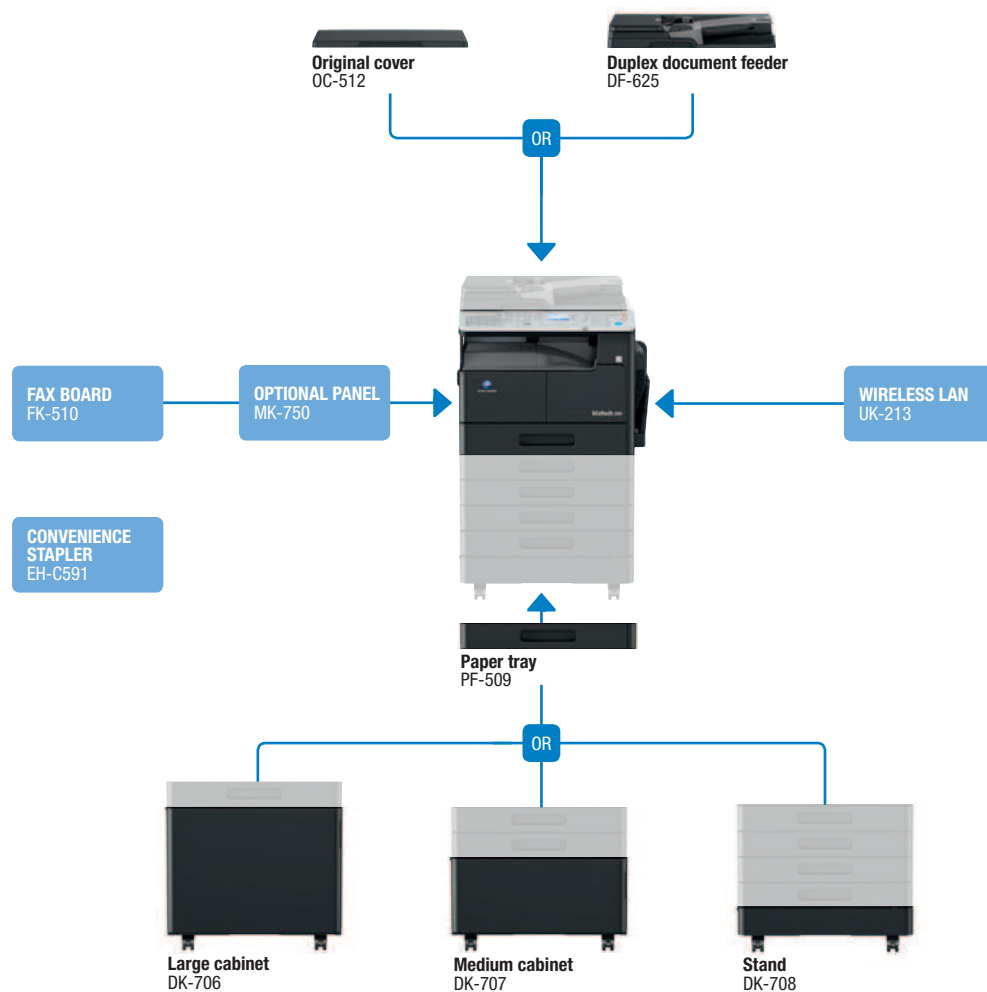 Original cover
OC-512
Duplex document feeder
DF-625
OR
FAX BOARD
FK-510
OPTIONAL PANEL
MK-750
WIRELESS LAN
UK-213
CONVENIENCE
STAPLER
EH-C591
Paper tray
PF-509
OR
Large cabinet
DK-706
Medium cabinet
DK-707
Stand
DK-708